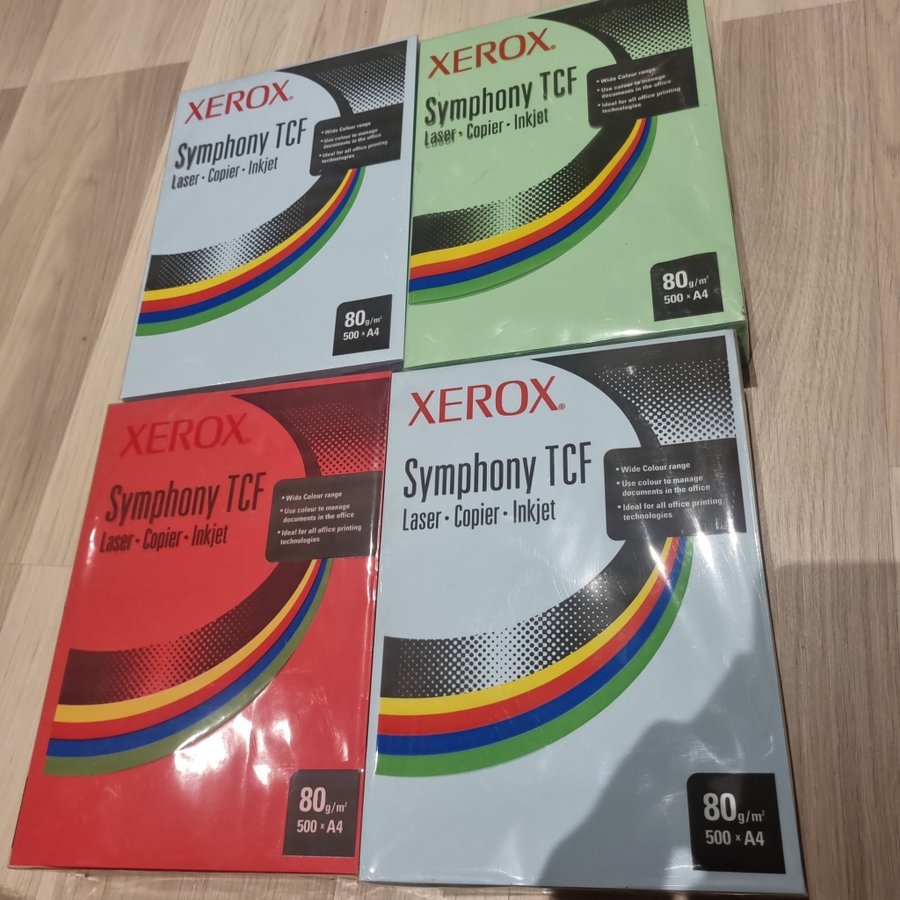 XEROX®
Symphony TCF
Laser • Copier • Inkjet
• Wide Colour range
• Use colour to manage
documents in the office
• Ideal for all office printing
technologies
80g/m²
500 × A4
XEROX®
Symphony TCF
Laser • Copier • Inkjet
• Wide Colour range
• Use colour to manage
documents in the office
• Ideal for all office printing
technologies
80g/m²
500 × A4
XEROX®
Symphony TCF
Laser • Copier • Inkjet
• Wide Colour range
• Use colour to manage
documents in the office
• Ideal for all office printing
technologies
80g/m²
500 × A4
XEROX®
Symphony TCF
Laser • Copier • Inkjet
• Wide Colour range
• Use colour to manage
documents in the office
• Ideal for all office printing
technologies
80g/m²
500 × A4